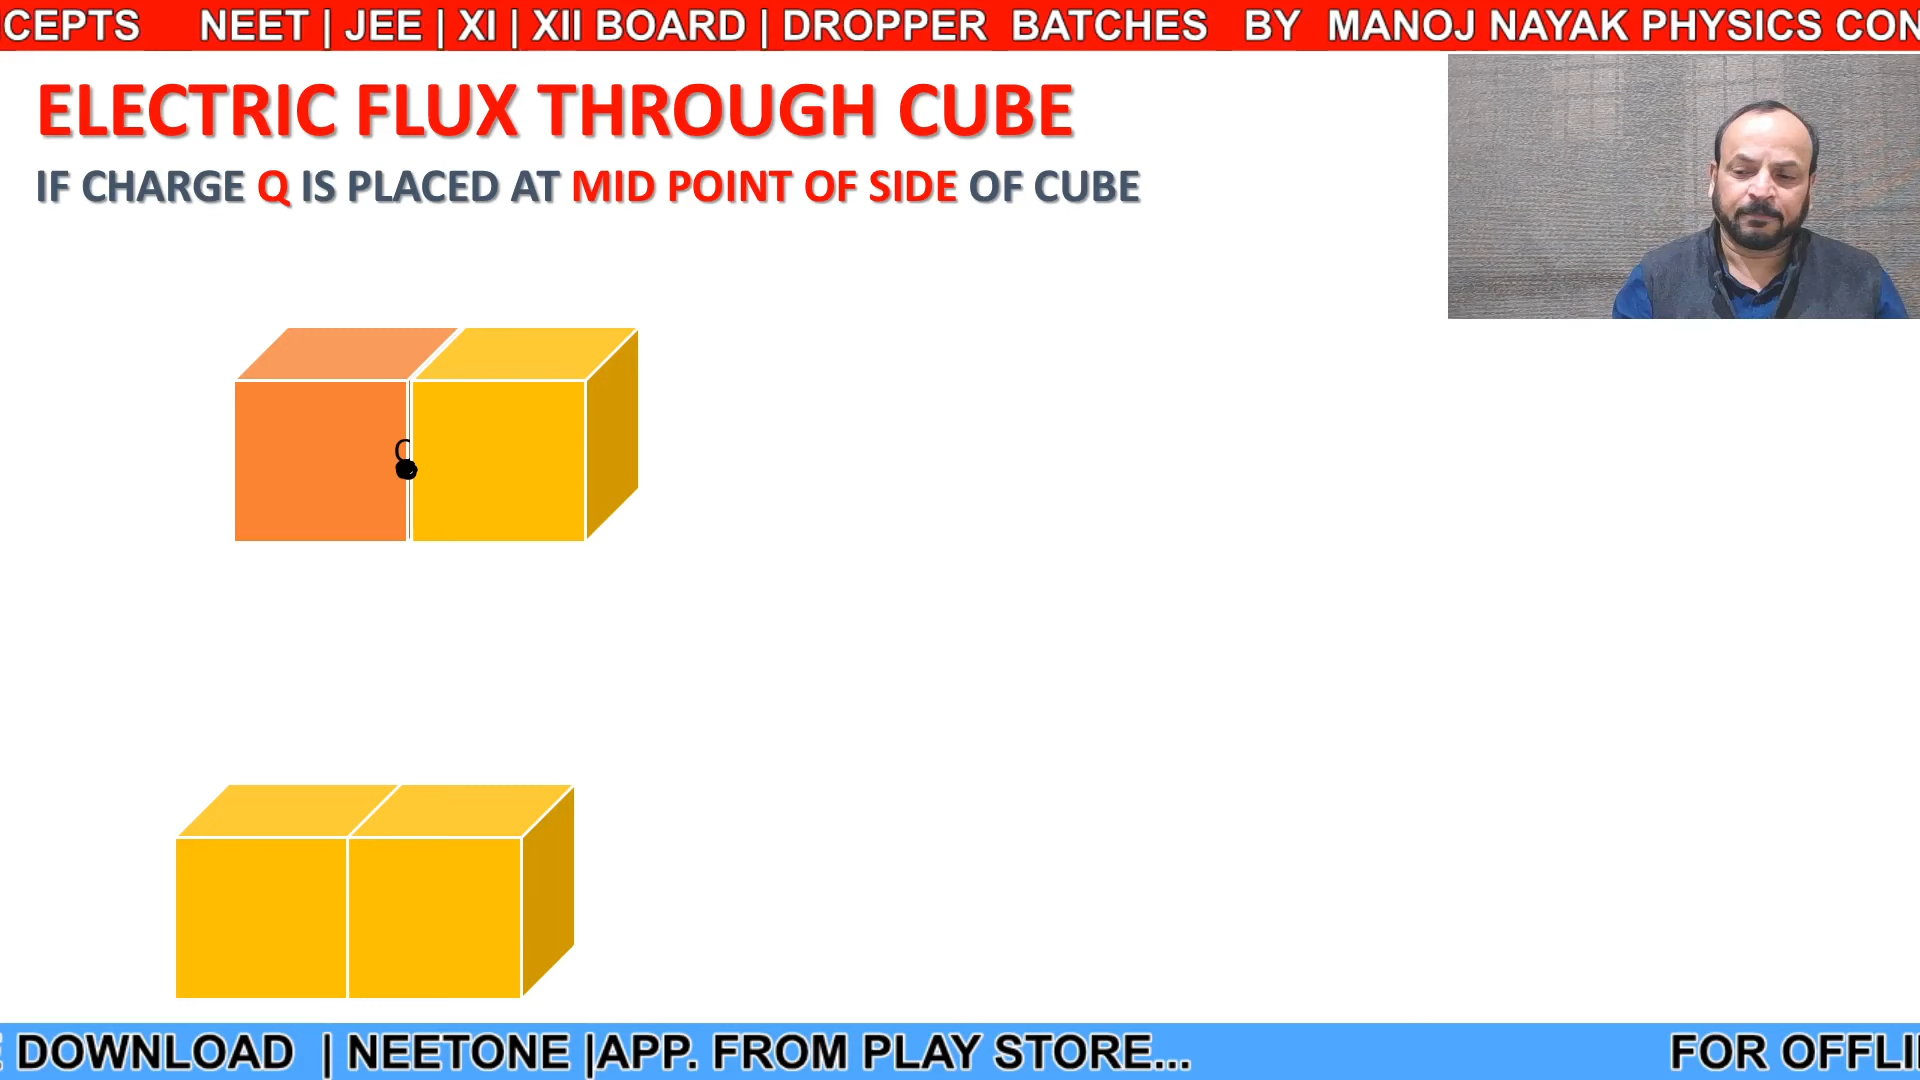 CEPTS NEET | JEE | XI | XII BOARD | DROPPER BATCHES BY MANOJ NAYAK PHYSICS CON
ELECTRIC FLUX THROUGH CUBE
IF CHARGE Q IS PLACED AT MID POINT OF SIDE OF CUBE
DOWNLOAD | NEETONE |APP. FROM PLAY STORE... FOR OFFLI